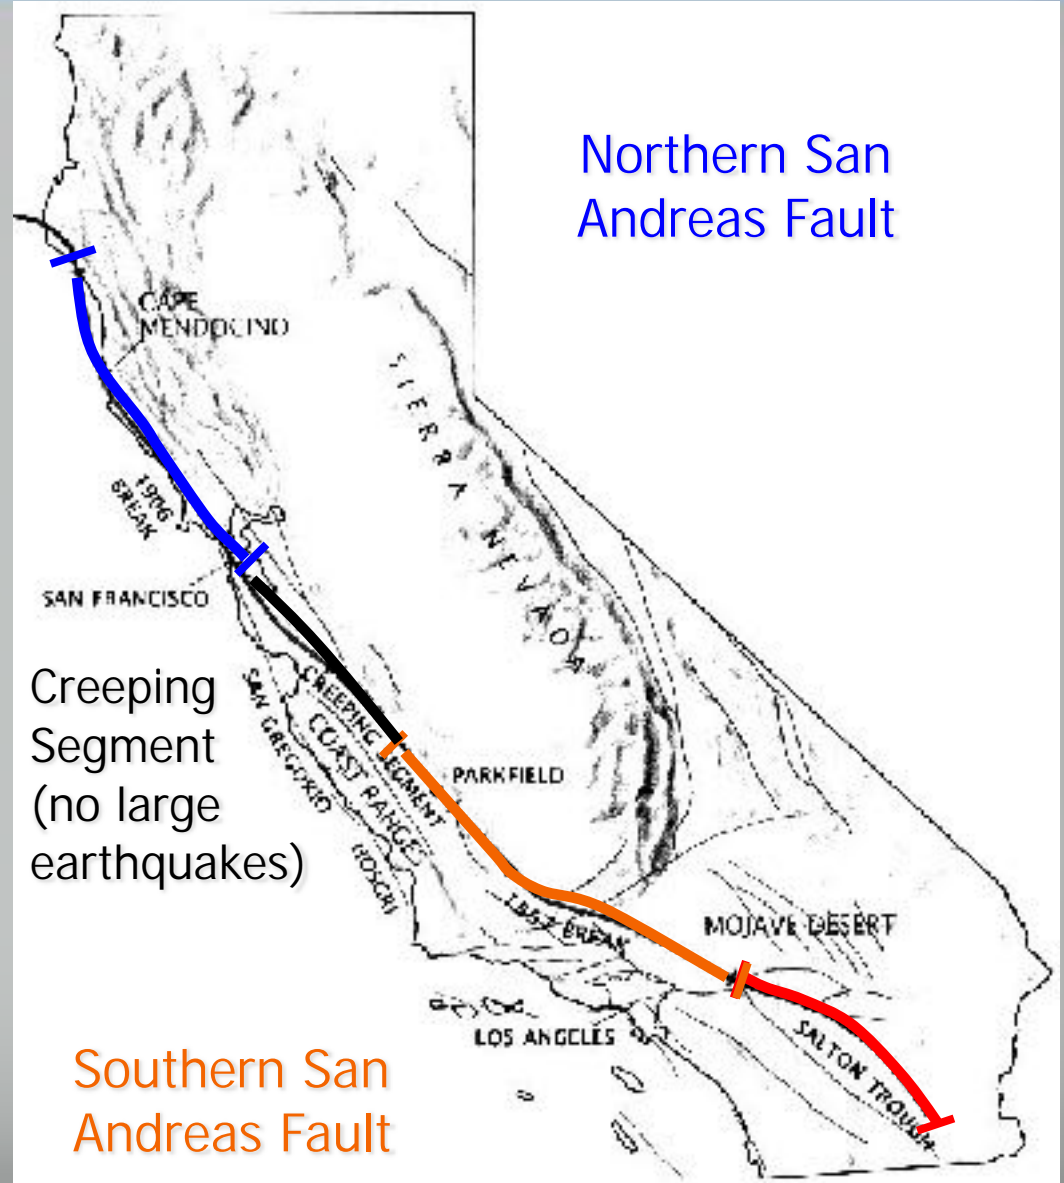 Northern San
Andreas Fault
CAPE
MENDOCINO
SIERRA NEVADA
1906
BREAK
SAN FRANCISCO
Creeping
Segment
(no large
earthquakes)
SAN GREGORIO
CREEPING SEGMENT
COAST RANGE
PARKFIELD
HOSGRI
1857 BREAK
MOJAVE DESERT
LOS ANGELES
SALTON TROUGH
Southern San
Andreas Fault